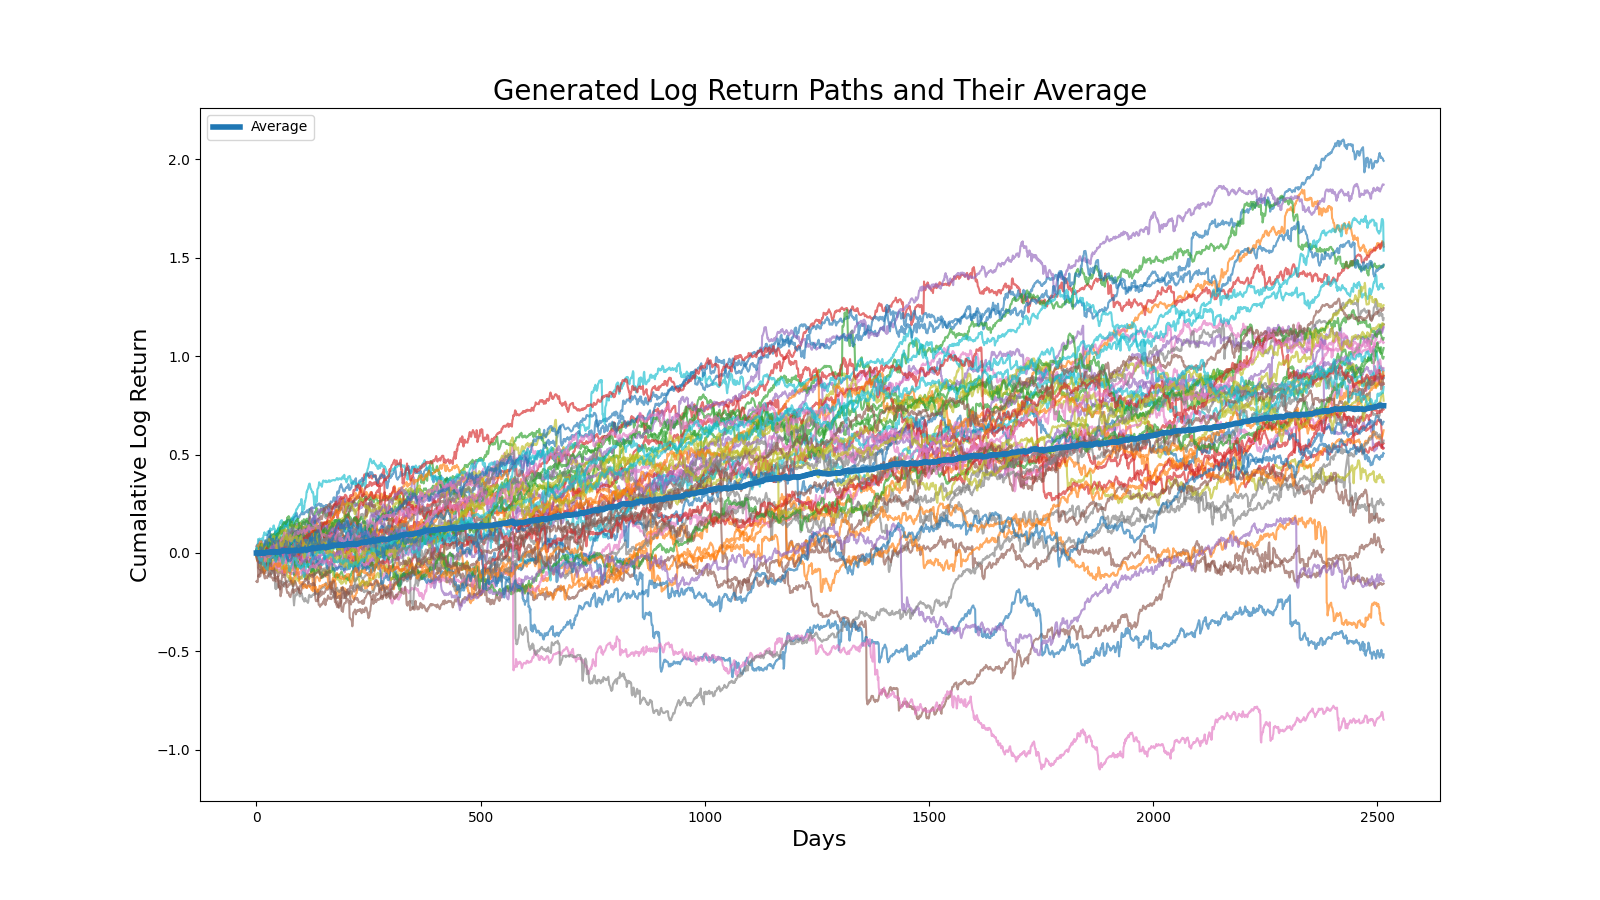 Generated Log Return Paths and Their Average
Average
Cumalative Log Return
2.0
1.5
1.0
0.5
0.0
−0.5
−1.0
0 500 1000 1500 2000 2500
Days